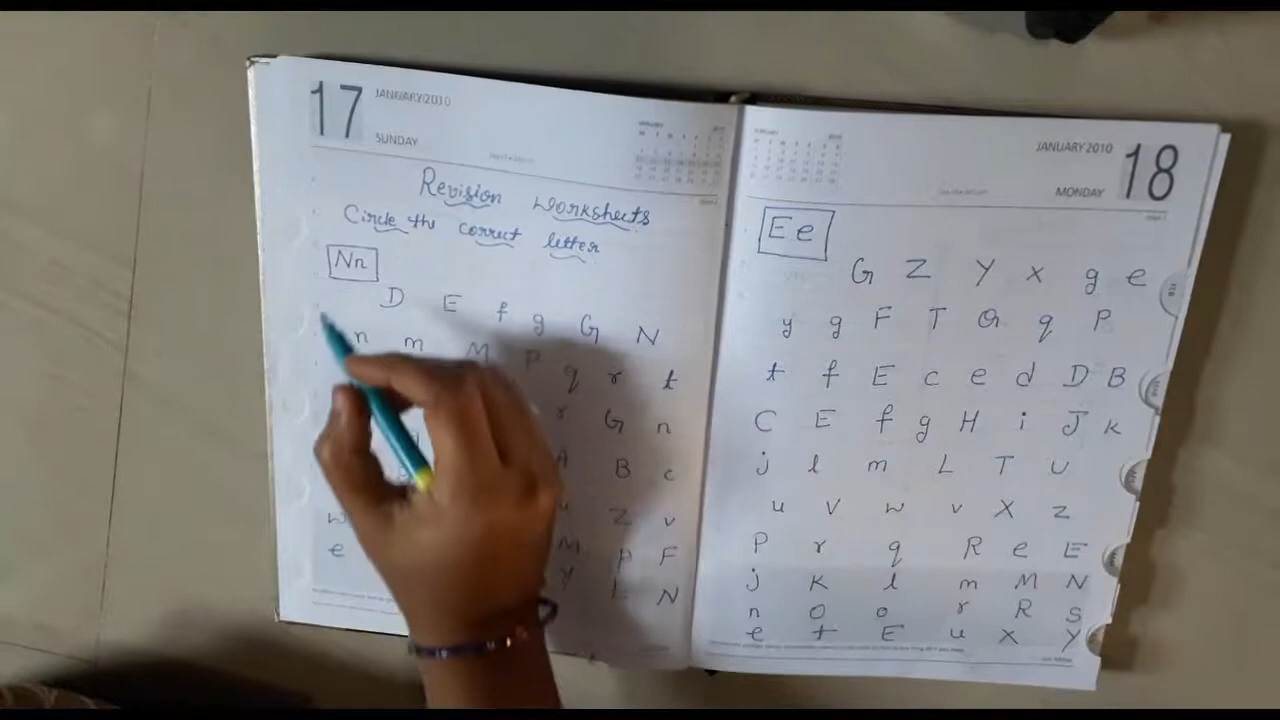 17 JANUARY 2010
SUNDAY
Revision Worksheets
Circle the correct letter
Nn
D E f g G N
n m M P q r t
r G n
A B c
w u Z v
e M p F
y L N
JANUARY 2010 18
MONDAY
Ee
G Z Y x g e
y g F T Q q P
t f E c e d D B
C E f g H i J k
j l m L T U
u V w v X Z
P r q R e E
j K l m M N
n O o r R S
e t E u x y